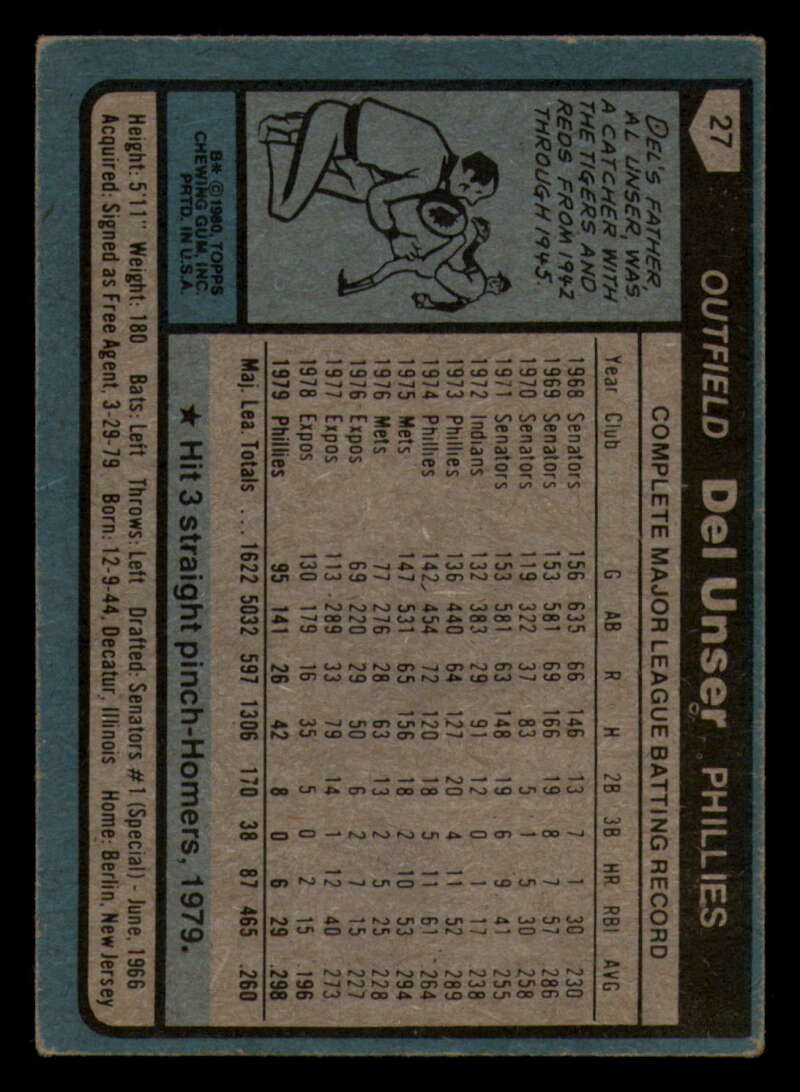 27 OUTFIELD Del Unser PHILLIES
DEL'S FATHER,
AL UNSER, WAS
A CATCHER WITH
THE TIGERS AND
REDS FROM 1942
THROUGH 1945.
B* © 1980, TOPPS
CHEWING GUM, INC.
PRTD. IN U.S.A.
COMPLETE MAJOR LEAGUE BATTING RECORD
Year Club G AB R H 2B 3B HR RBI AVG
1968 Senators 156 635 66 146 13 7 1 30 .230
1969 Senators 153 581 69 166 19 8 7 57 .286
1970 Senators 119 322 37 83 5 1 5 30 .258
1971 Senators 153 581 63 148 19 6 9 41 .255
1972 Indians 132 383 29 91 12 0 1 17 .238
1973 Phillies 136 440 64 127 20 4 11 52 .289
1974 Phillies 142 454 72 120 18 5 11 61 .264
1975 Mets 147 531 65 156 18 2 10 53 .294
1976 Mets 77 276 28 63 13 2 5 25 .228
1976 Expos 69 220 29 50 6 2 7 15 .227
1977 Expos 113 289 33 79 14 1 12 40 .273
1978 Expos 130 179 16 35 5 0 2 15 .196
1979 Phillies 95 141 26 42 8 0 6 29 .298
Maj. Lea. Totals . . . 1622 5032 597 1306 170 38 87 465 .260
★ Hit 3 straight pinch-Homers, 1979.
Height: 5'11" Weight: 180 Bats: Left Throws: Left Drafted: Senators #1 (Special) - June, 1966
Acquired: Signed as Free Agent, 3-29-79 Born: 12-9-44, Decatur, Illinois Home: Berlin, New Jersey